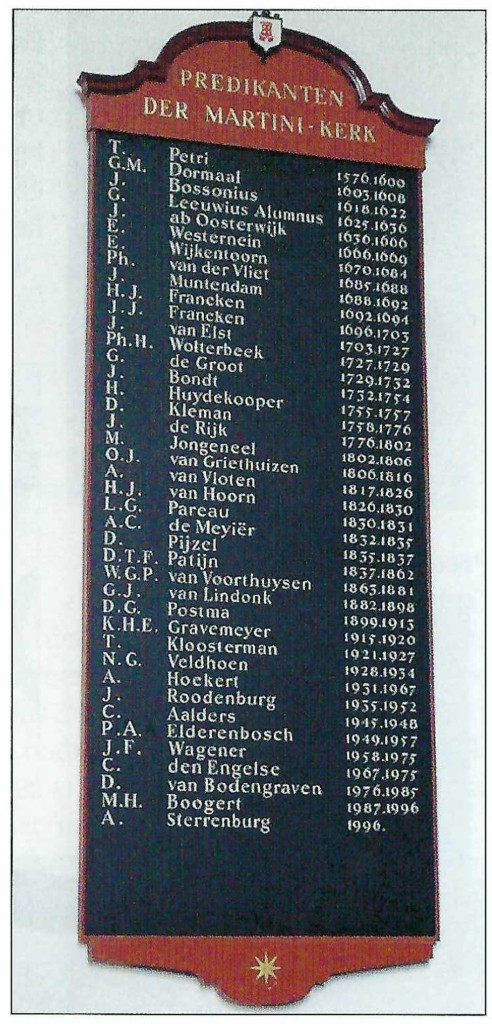 PREDIKANTEN
DER MARTINI-KERK
T. Petri 1576.1600
G.M. Dormaal 1603.1608
J. Bossonius 1618.1622
G. Leeuwius Alumnus 1625.1636
J. ab Oosterwijk 1636.1666
E. Westernein 1666.1669
E. Wijkentoorn 1670.1684
Ph. van der Vliet 1685.1688
J. Muntendam 1688.1692
H.J. Francken 1692.1694
J.J. Francken 1696.1703
J. van Elst 1703.1727
Ph.H. Wolterbeek 1727.1729
G. de Groot 1729.1732
J. Bondt 1732.1754
H. Huydekooper 1755.1757
D. Kleman 1758.1776
J. de Rijk 1776.1802
M. Jongeneel 1802.1806
O.J. van Griethuizen 1806.1816
A. van Vloten 1817.1826
H.J. van Hoorn 1826.1830
L.G. Pareau 1830.1831
A.C. de Meyiër 1832.1835
D. Pijzel 1835.1837
D.T.F. Patijn 1837.1862
W.G.P. van Voorthuysen 1863.1881
G.J. van Lindonk 1882.1898
D.G. Postma 1899.1913
K.H.E. Gravemeyer 1915.1920
T. Kloosterman 1921.1927
N.G. Veldhoen 1928.1934
A. Hoekert 1931.1967
J. Roodenburg 1935.1952
C. Aalders 1945.1948
P.A. Elderenbosch 1949.1957
J.F. Wagener 1958.1975
C. den Engelse 1967.1975
D. van Bodengraven 1976.1985
M.H. Boogert 1987.1996
A. Sterrenburg 1996.